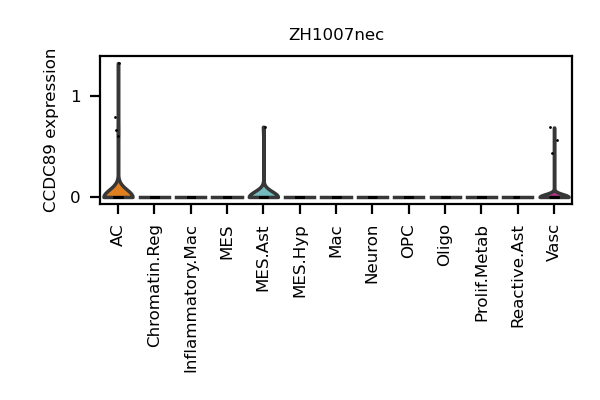 ZH1007nec
CCDC89 expression
1
0
AC
Chromatin.Reg
Inflammatory.Mac
MES
MES.Ast
MES.Hyp
Mac
Neuron
OPC
Oligo
Prolif.Metab
Reactive.Ast
Vasc